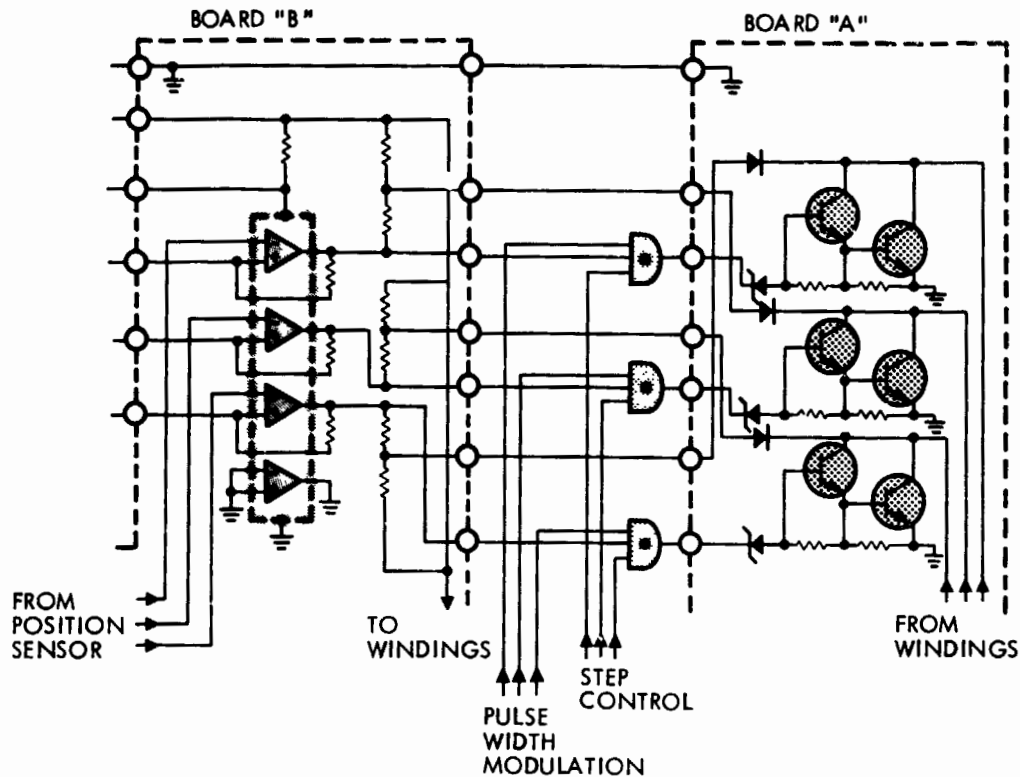 BOARD "B"
BOARD "A"
FROM
POSITION
SENSOR
TO
WINDINGS
PULSE
WIDTH
MODULATION
STEP
CONTROL
FROM
WINDINGS